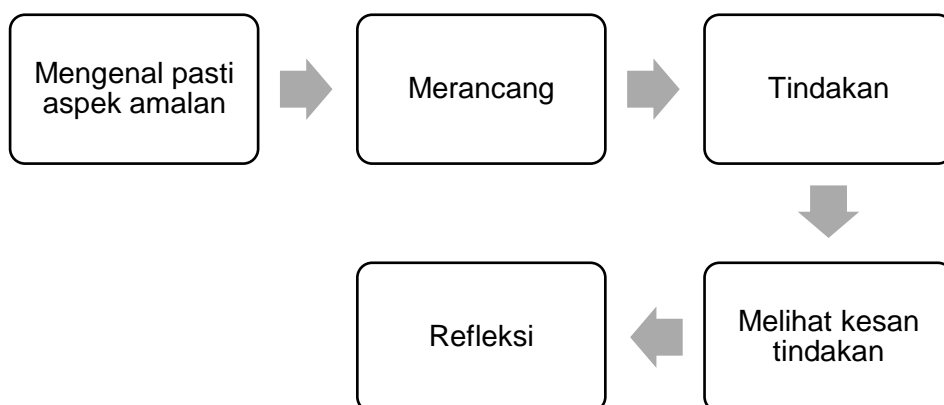 Mengenal pasti
aspek amalan
Merancang
Tindakan
Melihat kesan
tindakan
Refleksi